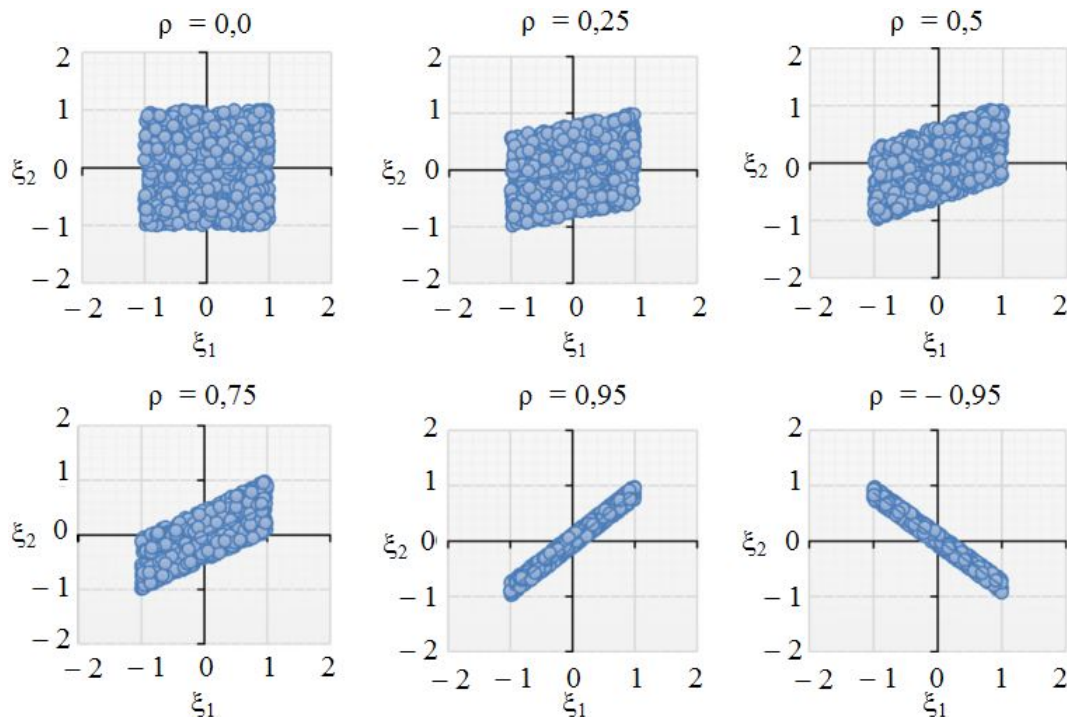 ρ = 0,0
2
1
0
– 1
– 2
ξ2
– 2 – 1 0 1 2
ξ1
ρ = 0,25
2
1
0
– 1
– 2
ξ2
– 2 – 1 0 1 2
ξ1
ρ = 0,5
2
1
0
– 1
– 2
ξ2
– 2 – 1 0 1 2
ξ1
ρ = 0,75
2
1
0
– 1
– 2
ξ2
– 2 – 1 0 1 2
ξ1
ρ = 0,95
2
1
0
– 1
– 2
ξ2
– 2 – 1 0 1 2
ξ1
ρ = – 0,95
2
1
0
– 1
– 2
ξ2
– 2 – 1 0 1 2
ξ1